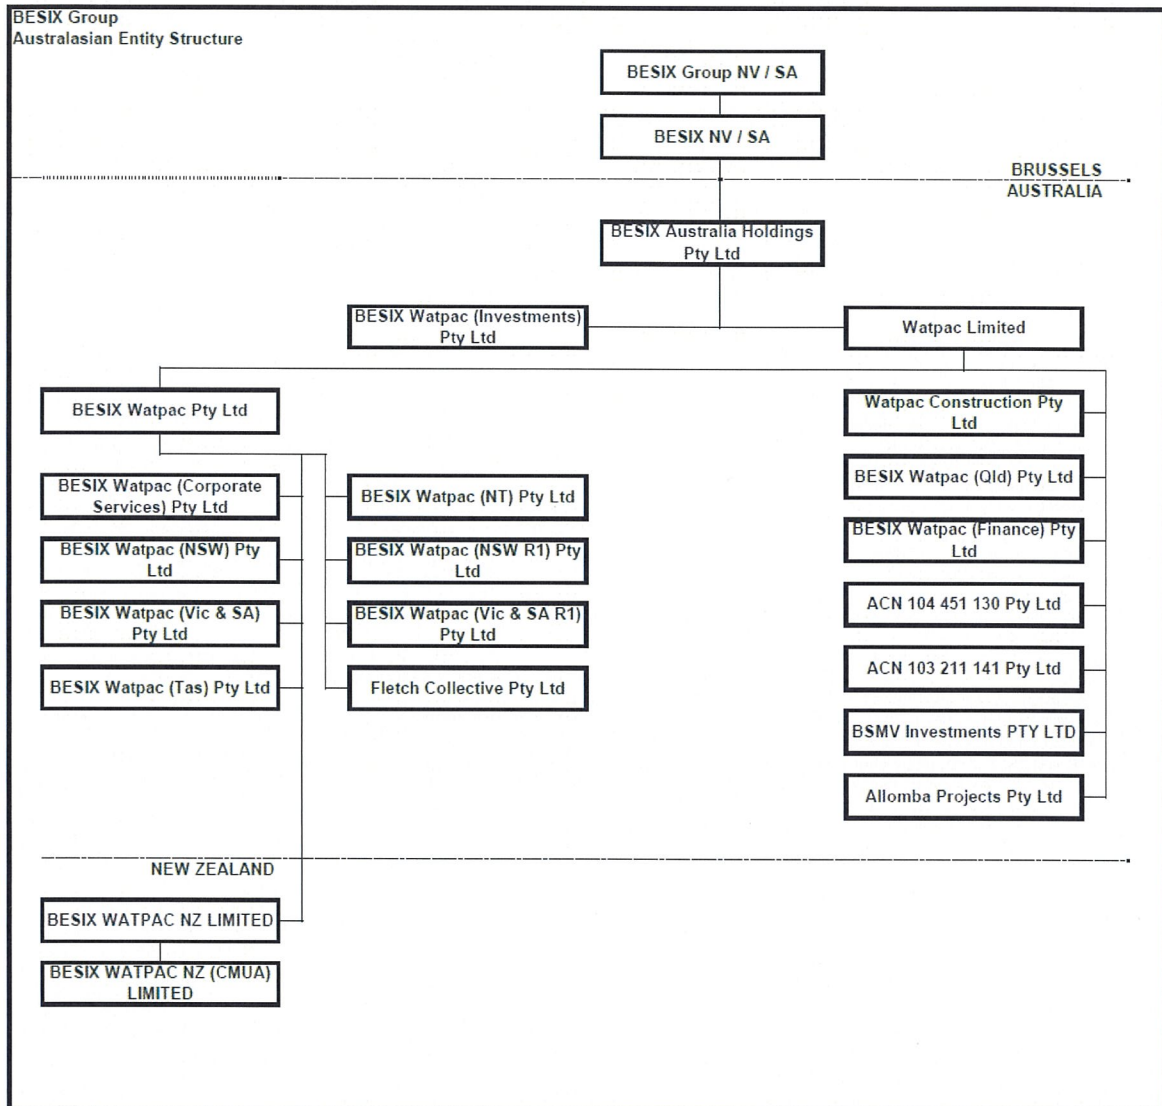 BESIX Group
Australasian Entity Structure
BESIX Group NV / SA
BESIX NV / SA
BRUSSELS
AUSTRALIA
BESIX Australia Holdings
Pty Ltd
BESIX Watpac (Investments)
Pty Ltd
Watpac Limited
BESIX Watpac Pty Ltd
Watpac Construction Pty
Ltd
BESIX Watpac (Corporate
Services) Pty Ltd
BESIX Watpac (NT) Pty Ltd
BESIX Watpac (Qld) Pty Ltd
BESIX Watpac (NSW) Pty
Ltd
BESIX Watpac (NSW R1) Pty
Ltd
BESIX Watpac (Finance) Pty
Ltd
BESIX Watpac (Vic & SA)
Pty Ltd
BESIX Watpac (Vic & SA R1)
Pty Ltd
ACN 104 451 130 Pty Ltd
BESIX Watpac (Tas) Pty Ltd
Fletch Collective Pty Ltd
ACN 103 211 141 Pty Ltd
BSMV Investments PTY LTD
Allomba Projects Pty Ltd
NEW ZEALAND
BESIX WATPAC NZ LIMITED
BESIX WATPAC NZ (CMUA)
LIMITED